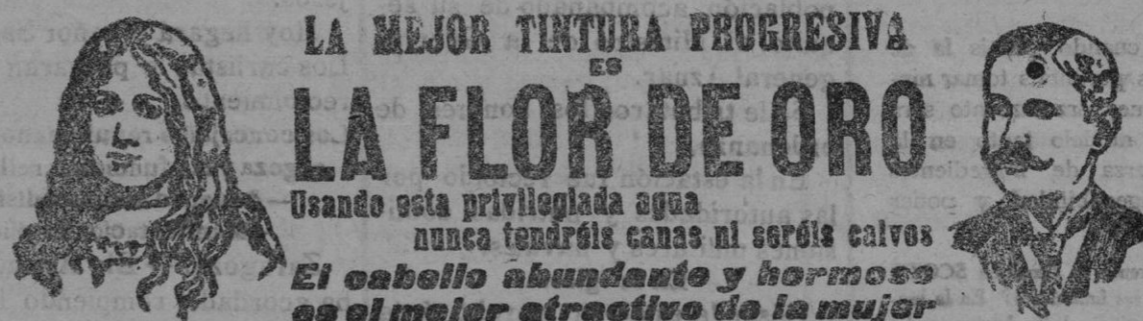 LA MEJOR TINTURA PROGRESIVA
ES
LA FLOR DE ORO
Usando esta privilegiada agua
nunca tendréis canas ni seréis calvos
El cabello abundante y hermoso
es el mejor atractivo de la mujer